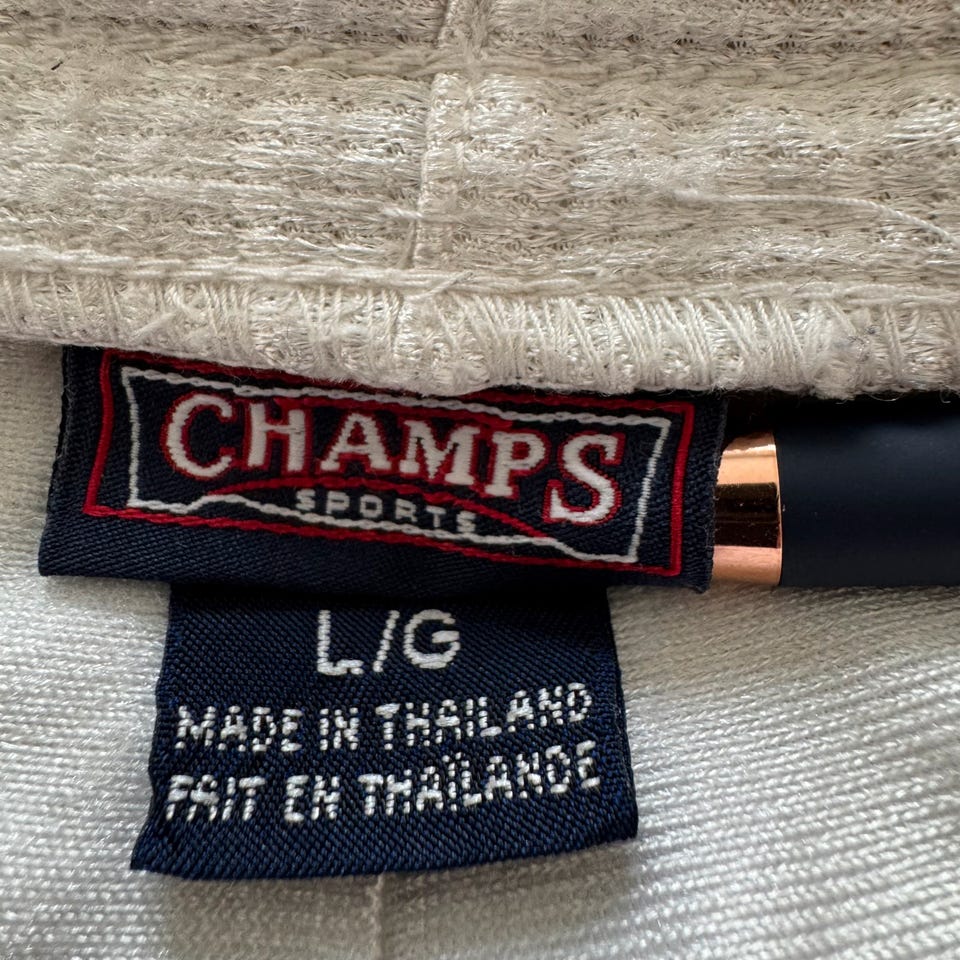 CHAMPS
SPORTS
L/G
MADE IN THAILAND
FAIT EN THAÏLANDE